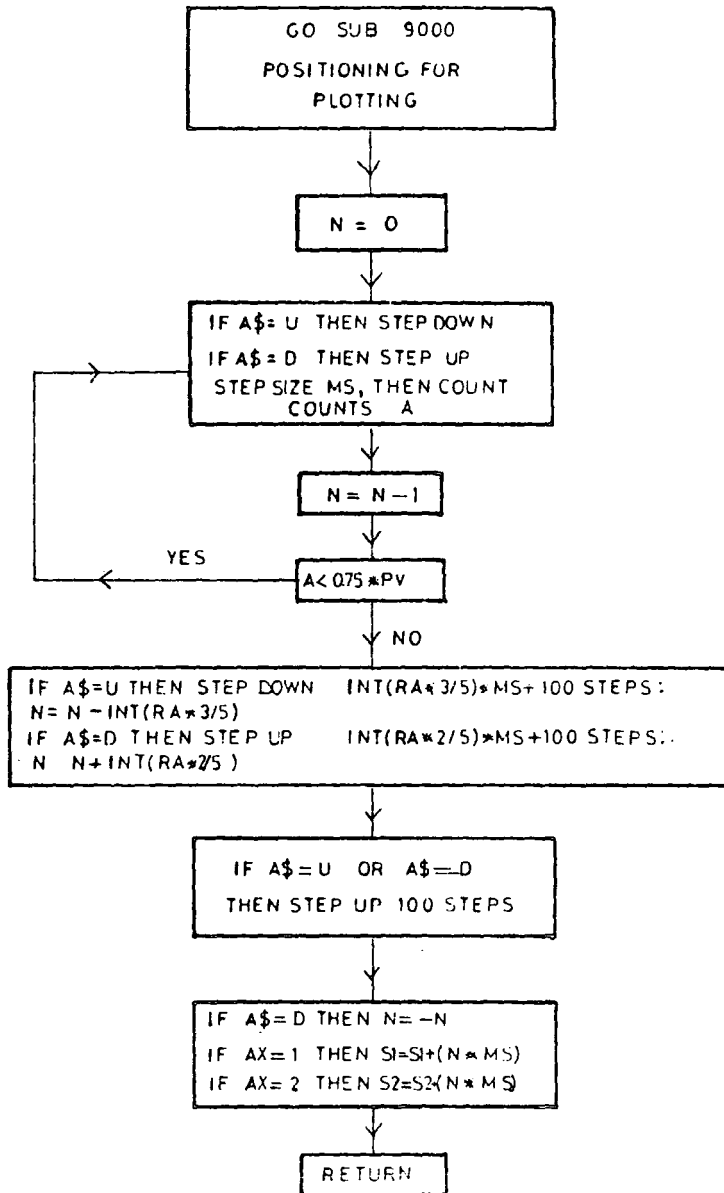 GO SUB 9000
POSITIONING FOR
PLOTTING
N = 0
IF A$= U THEN STEP DOWN
IF A$= D THEN STEP UP
STEP SIZE MS, THEN COUNT
COUNTS A
N = N-1
YES
A< 0.75 *PV
NO
IF A$=U THEN STEP DOWN INT(RA*3/5)*MS+100 STEPS:
N= N -INT(RA*3/5)
IF A$=D THEN STEP UP INT(RA*2/5)*MS+100 STEPS:.
N N+INT(RA*2/5)
IF A$= U OR A$=D
THEN STEP UP 100 STEPS
IF A$= D THEN N= -N
IF AX= 1 THEN S1=S1+(N * MS)
IF AX= 2 THEN S2=S2+(N * MS)
RETURN